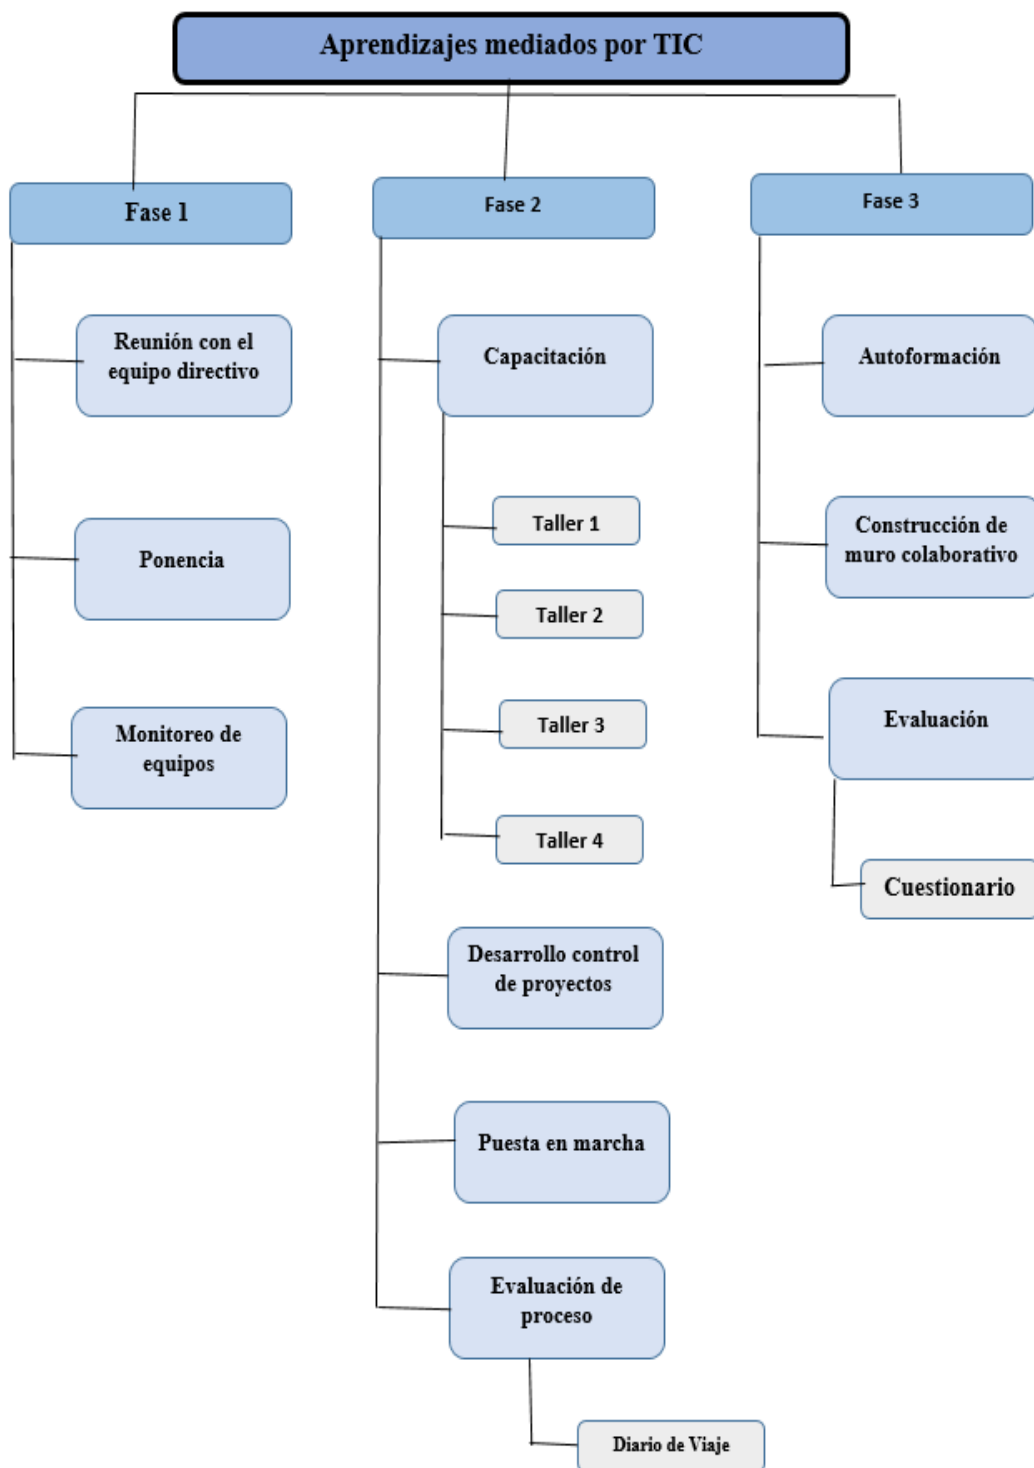 Aprendizajes mediados por TIC
Fase 1
Reunión con el
equipo directivo
Ponencia
Monitoreo de
equipos
Fase 2
Capacitación
Taller 1
Taller 2
Taller 3
Taller 4
Desarrollo control
de proyectos
Puesta en marcha
Evaluación de
proceso
Diario de Viaje
Fase 3
Autoformación
Construcción de
muro colaborativo
Evaluación
Cuestionario